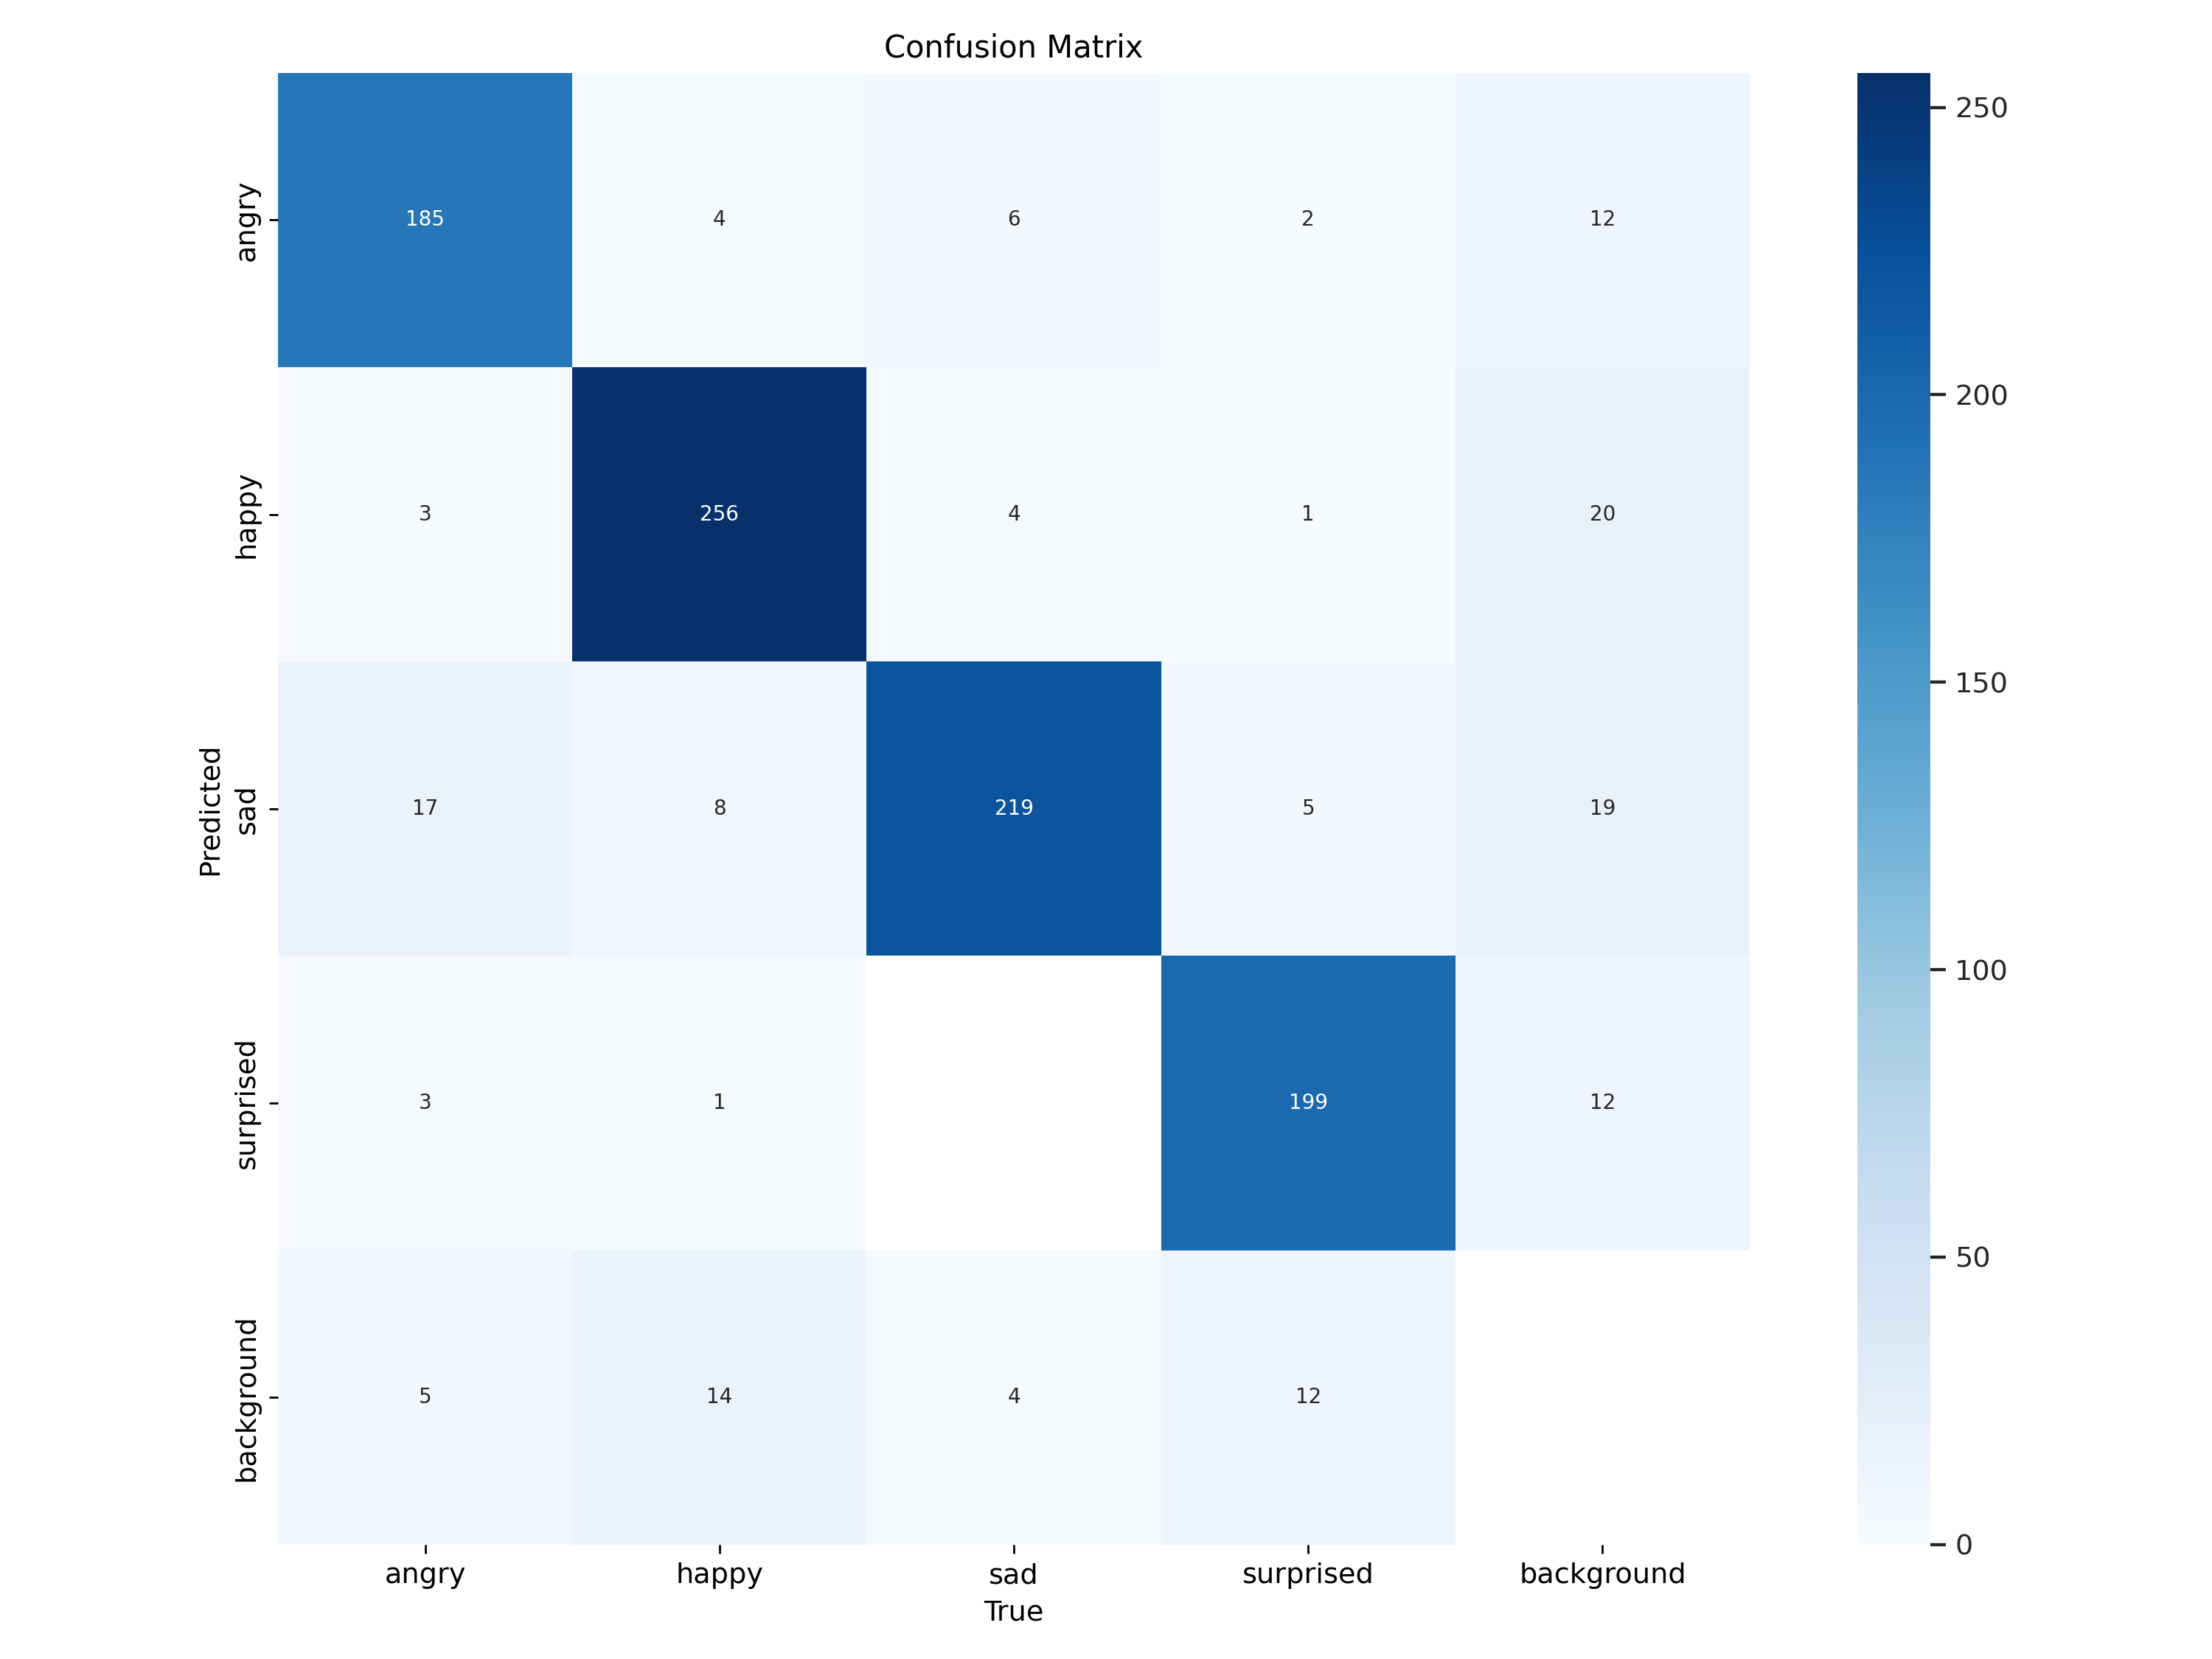 Confusion Matrix
Predicted
angry
185 4 6 2 12
happy
3 256 4 1 20
sad
17 8 219 5 19
surprised
3 1 199 12
background
5 14 4 12
angry happy sad surprised background
True
250
200
150
100
50
0